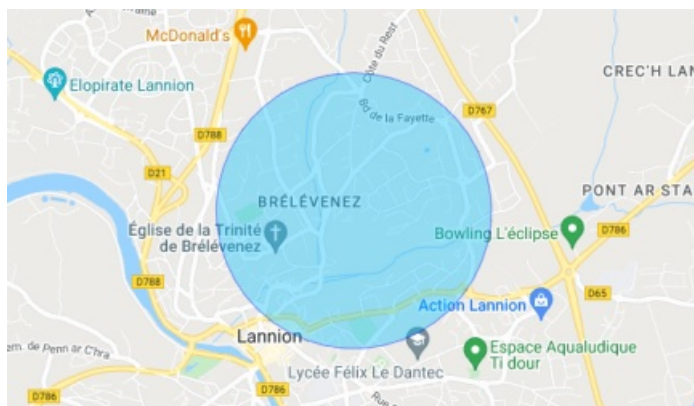 McDonald's
Côte du Rest
CREC'H LAN
Elopirate Lannion
Bd de la Fayette
D767
D788
D21
BRÉLÉVENEZ
PONT AR STA
Église de la Trinité
de Brélévenez
Bowling L'éclipse
D786
D788
D65
Action Lannion
Lannion
em. de Penn ar C'hra
Lycée Félix Le Dantec
Espace Aqualudique
Ti dour
D786
D786
Rue